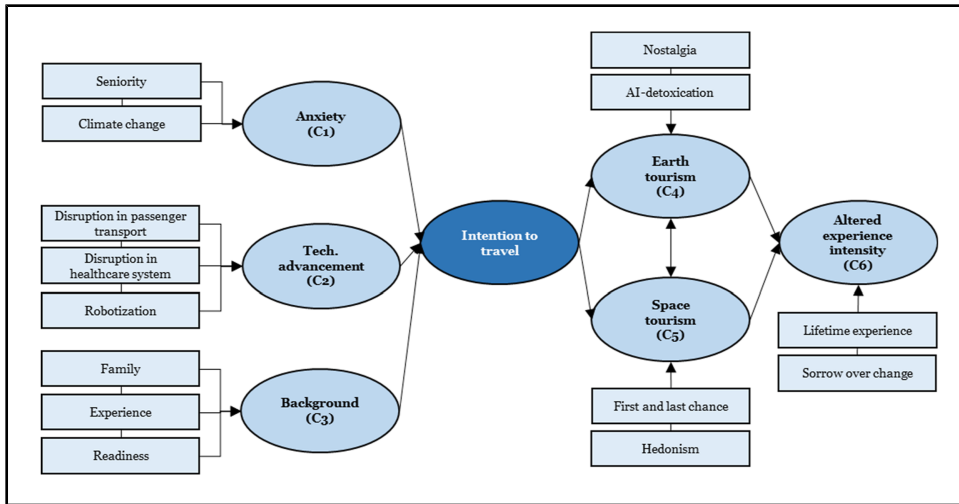 Seniority
Climate change
Anxiety
(C1)
Disruption in passenger
transport
Disruption in
healthcare system
Robotization
Tech.
advancement
(C2)
Family
Experience
Readiness
Background
(C3)
Intention to
travel
Nostalgia
AI-detoxication
Earth
tourism
(C4)
Space
tourism
(C5)
First and last chance
Hedonism
Altered
experience
intensity
(C6)
Lifetime experience
Sorrow over change